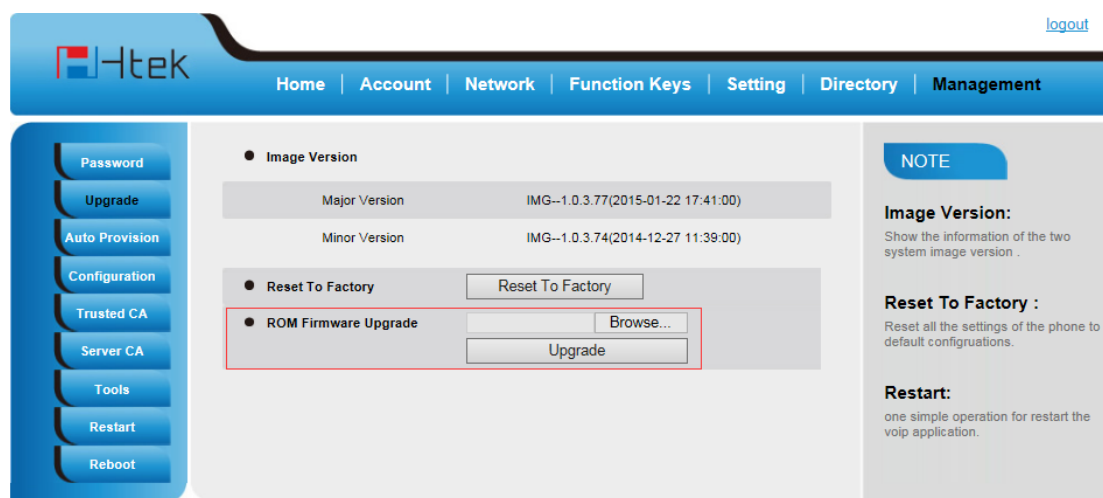 logout
Htek
Home | Account | Network | Function Keys | Setting | Directory | Management
Password
Upgrade
Auto Provision
Configuration
Trusted CA
Server CA
Tools
Restart
Reboot
Image Version
Major Version IMG--1.0.3.77(2015-01-22 17:41:00)
Minor Version IMG--1.0.3.74(2014-12-27 11:39:00)
Reset To Factory Reset To Factory
ROM Firmware Upgrade Browse...
Upgrade
NOTE
Image Version:
Show the information of the two
system image version .
Reset To Factory :
Reset all the settings of the phone to
default configruations.
Restart:
one simple operation for restart the
voip application.